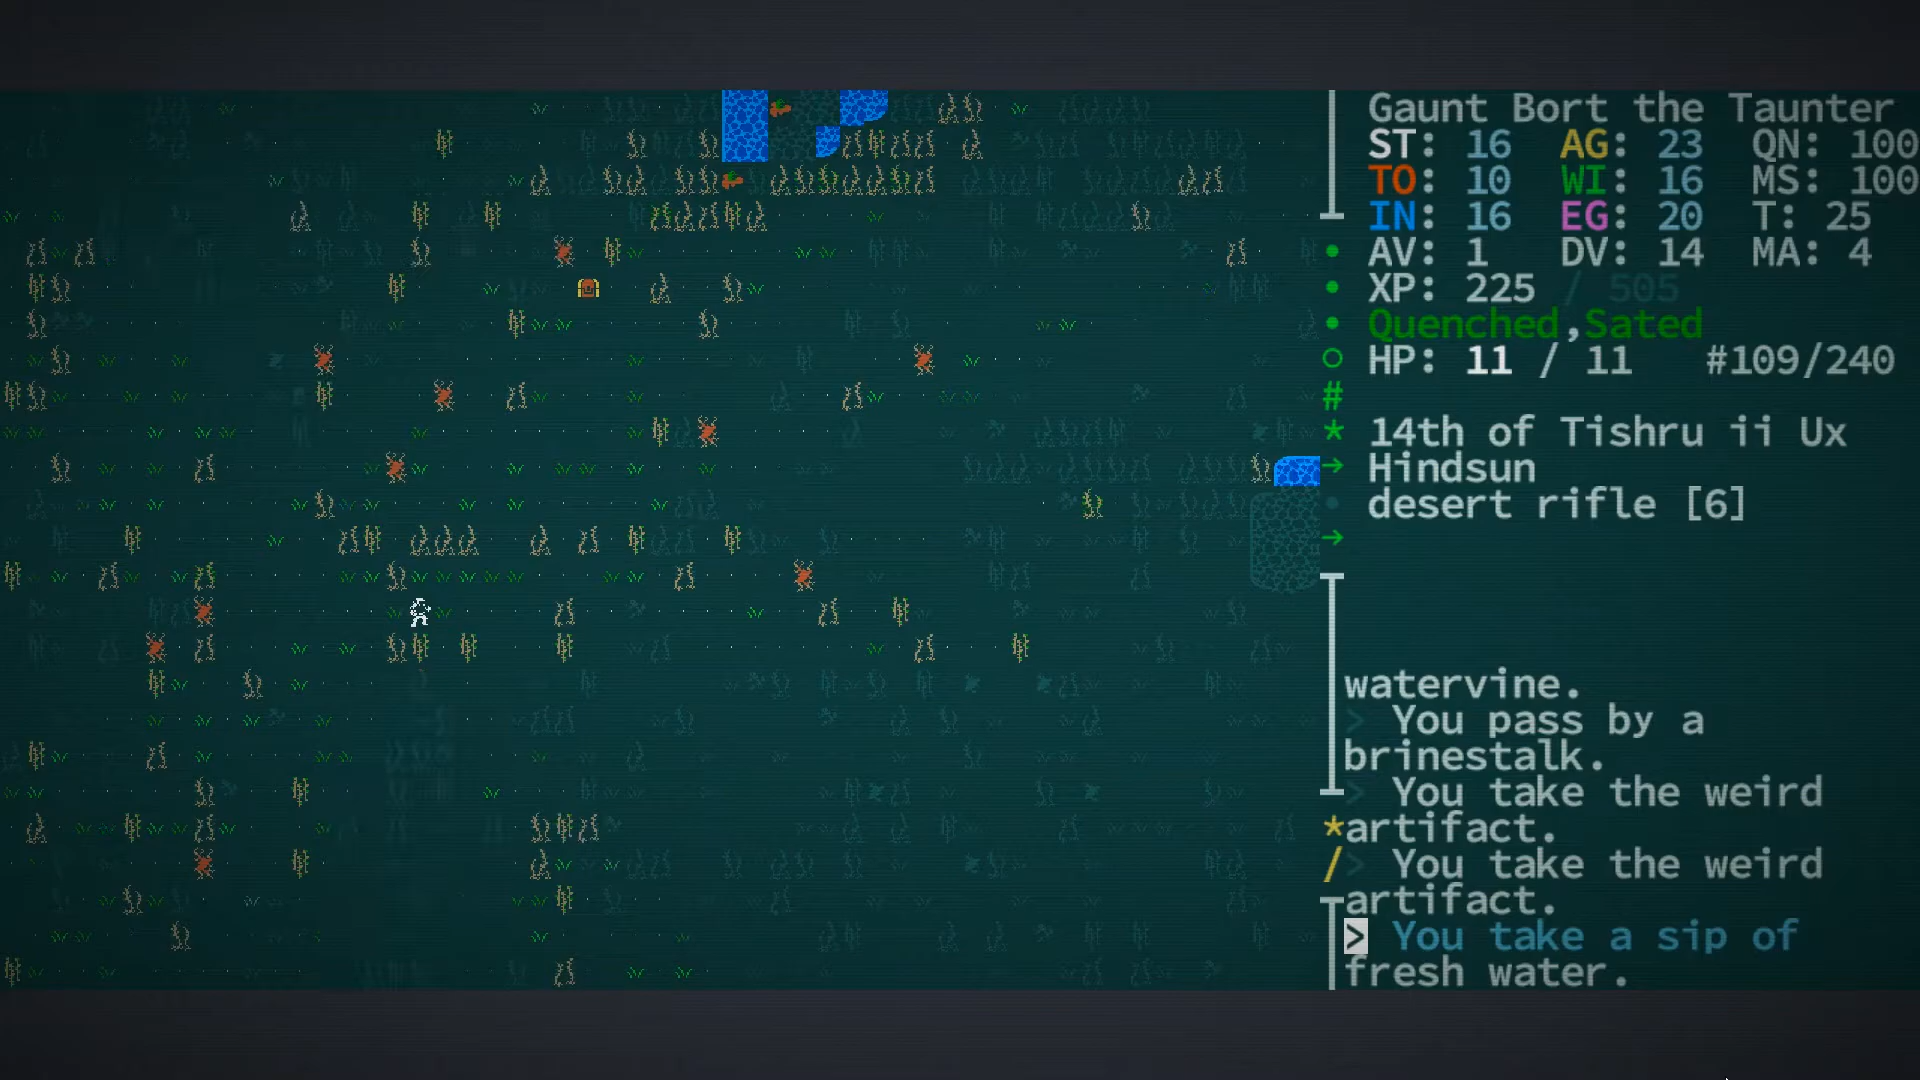 Gaunt Bort the Taunter
ST: 16 AG: 23 QN: 100
TO: 10 WI: 16 MS: 100
IN: 16 EG: 20 T: 25
AV: 1 DV: 14 MA: 4
XP: 225 / 505
Quenched,Sated
HP: 11 / 11 #109/240
#
* 14th of Tishru ii Ux
→ Hindsun
desert rifle [6]
→
watervine.
> You pass by a
brinestalk.
> You take the weird
*artifact.
/> You take the weird
artifact.
> You take a sip of
fresh water.